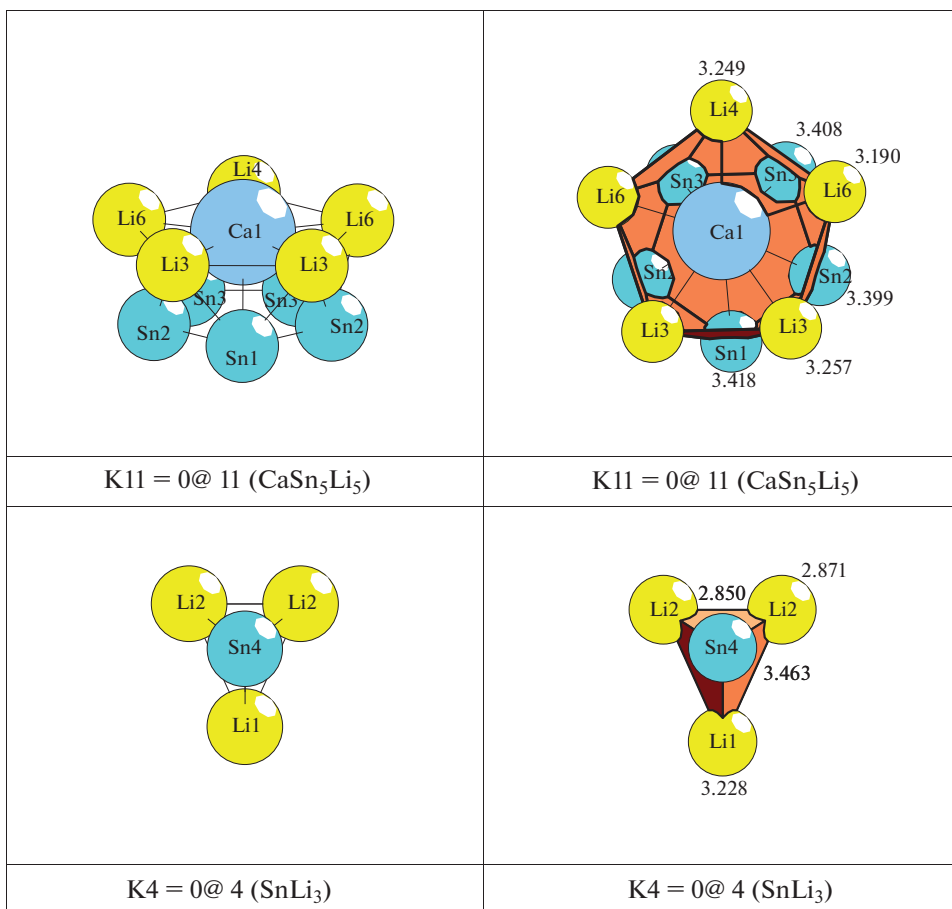 Li4
Li6
Li6
Ca1
Li3
Li3
Sn3
Sn3
Sn2
Sn2
Sn1
3.249
Li4
3.408
3.190
Sn3
Sn3
Li6
Li6
Ca1
Sn2
Sn2
3.399
Li3
Li3
Sn1
3.257
3.418
K11 = 0@ 11 (CaSn₅Li₅)
K11 = 0@ 11 (CaSn₅Li₅)
Li2
Li2
Sn4
Li1
2.871
2.850
Li2
Li2
Sn4
3.463
Li1
3.228
K4 = 0@ 4 (SnLi₃)
K4 = 0@ 4 (SnLi₃)